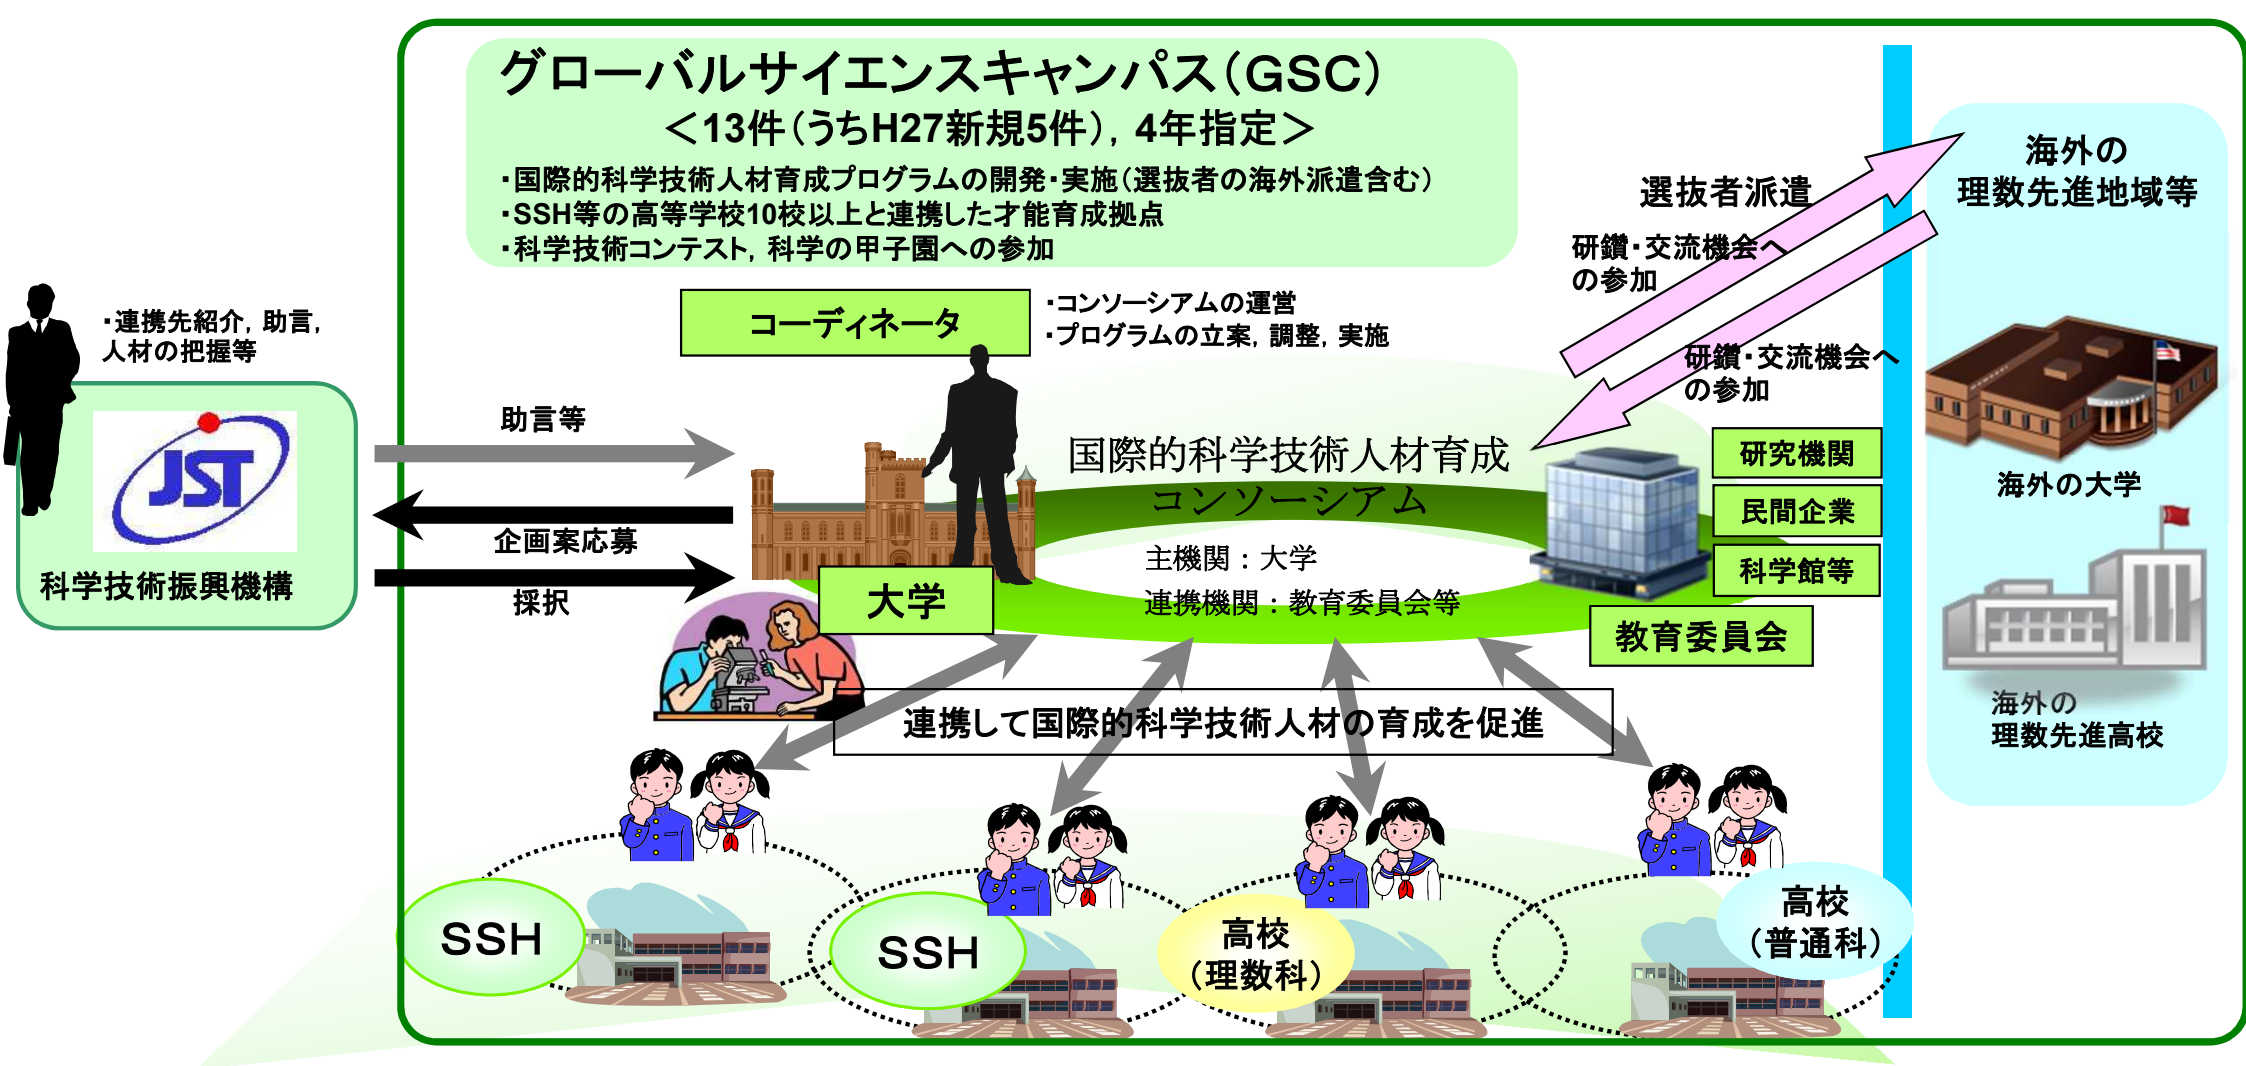 グローバルサイエンスキャンパス(GSC)
＜13件(うちH27新規5件)，4年指定＞
・国際的科学技術人材育成プログラムの開発・実施(選抜者の海外派遣含む)
・SSH等の高等学校10校以上と連携した才能育成拠点
・科学技術コンテスト，科学の甲子園への参加
・連携先紹介，助言，
人材の把握等
JST
科学技術振興機構
助言等
企画案応募
採択
コーディネータ
・コンソーシアムの運営
・プログラムの立案，調整，実施
国際的科学技術人材育成
コンソーシアム
主機関：大学
連携機関：教育委員会等
大学
選抜者派遣
研鑽・交流機会へ
の参加
研鑽・交流機会へ
の参加
研究機関
民間企業
科学館等
教育委員会
海外の
理数先進地域等
海外の大学
海外の
理数先進高校
連携して国際的科学技術人材の育成を促進
SSH
SSH
高校
(理数科)
高校
(普通科)